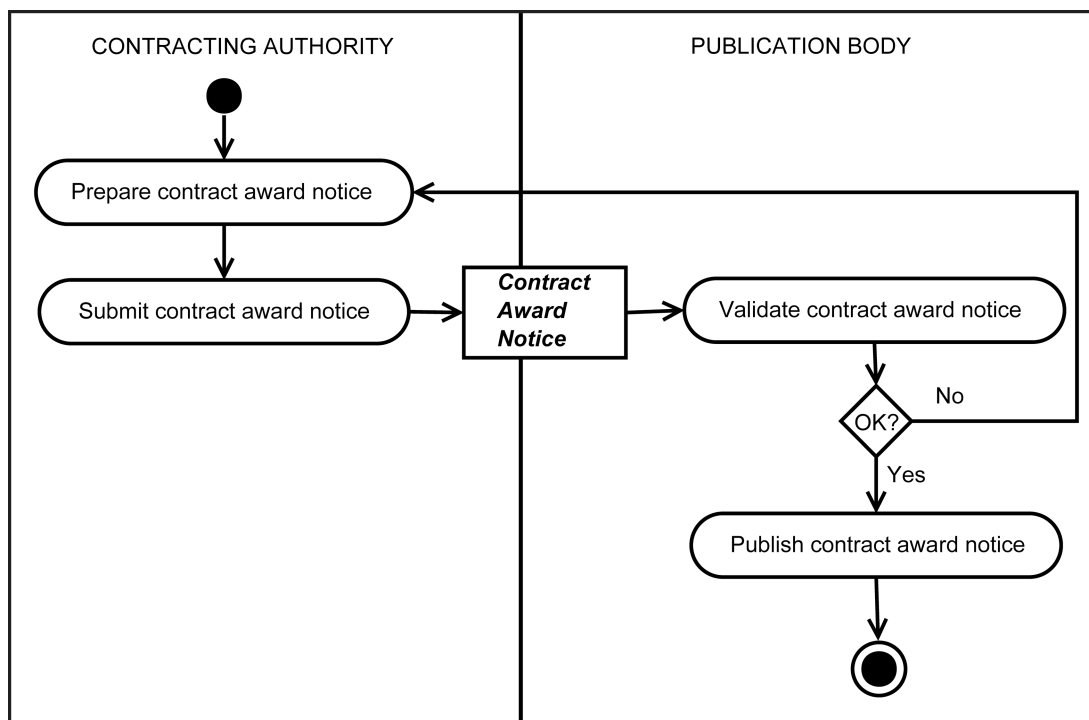 CONTRACTING AUTHORITY
PUBLICATION BODY
Prepare contract award notice
Submit contract award notice
Contract
Award
Notice
Validate contract award notice
No
OK?
Yes
Publish contract award notice